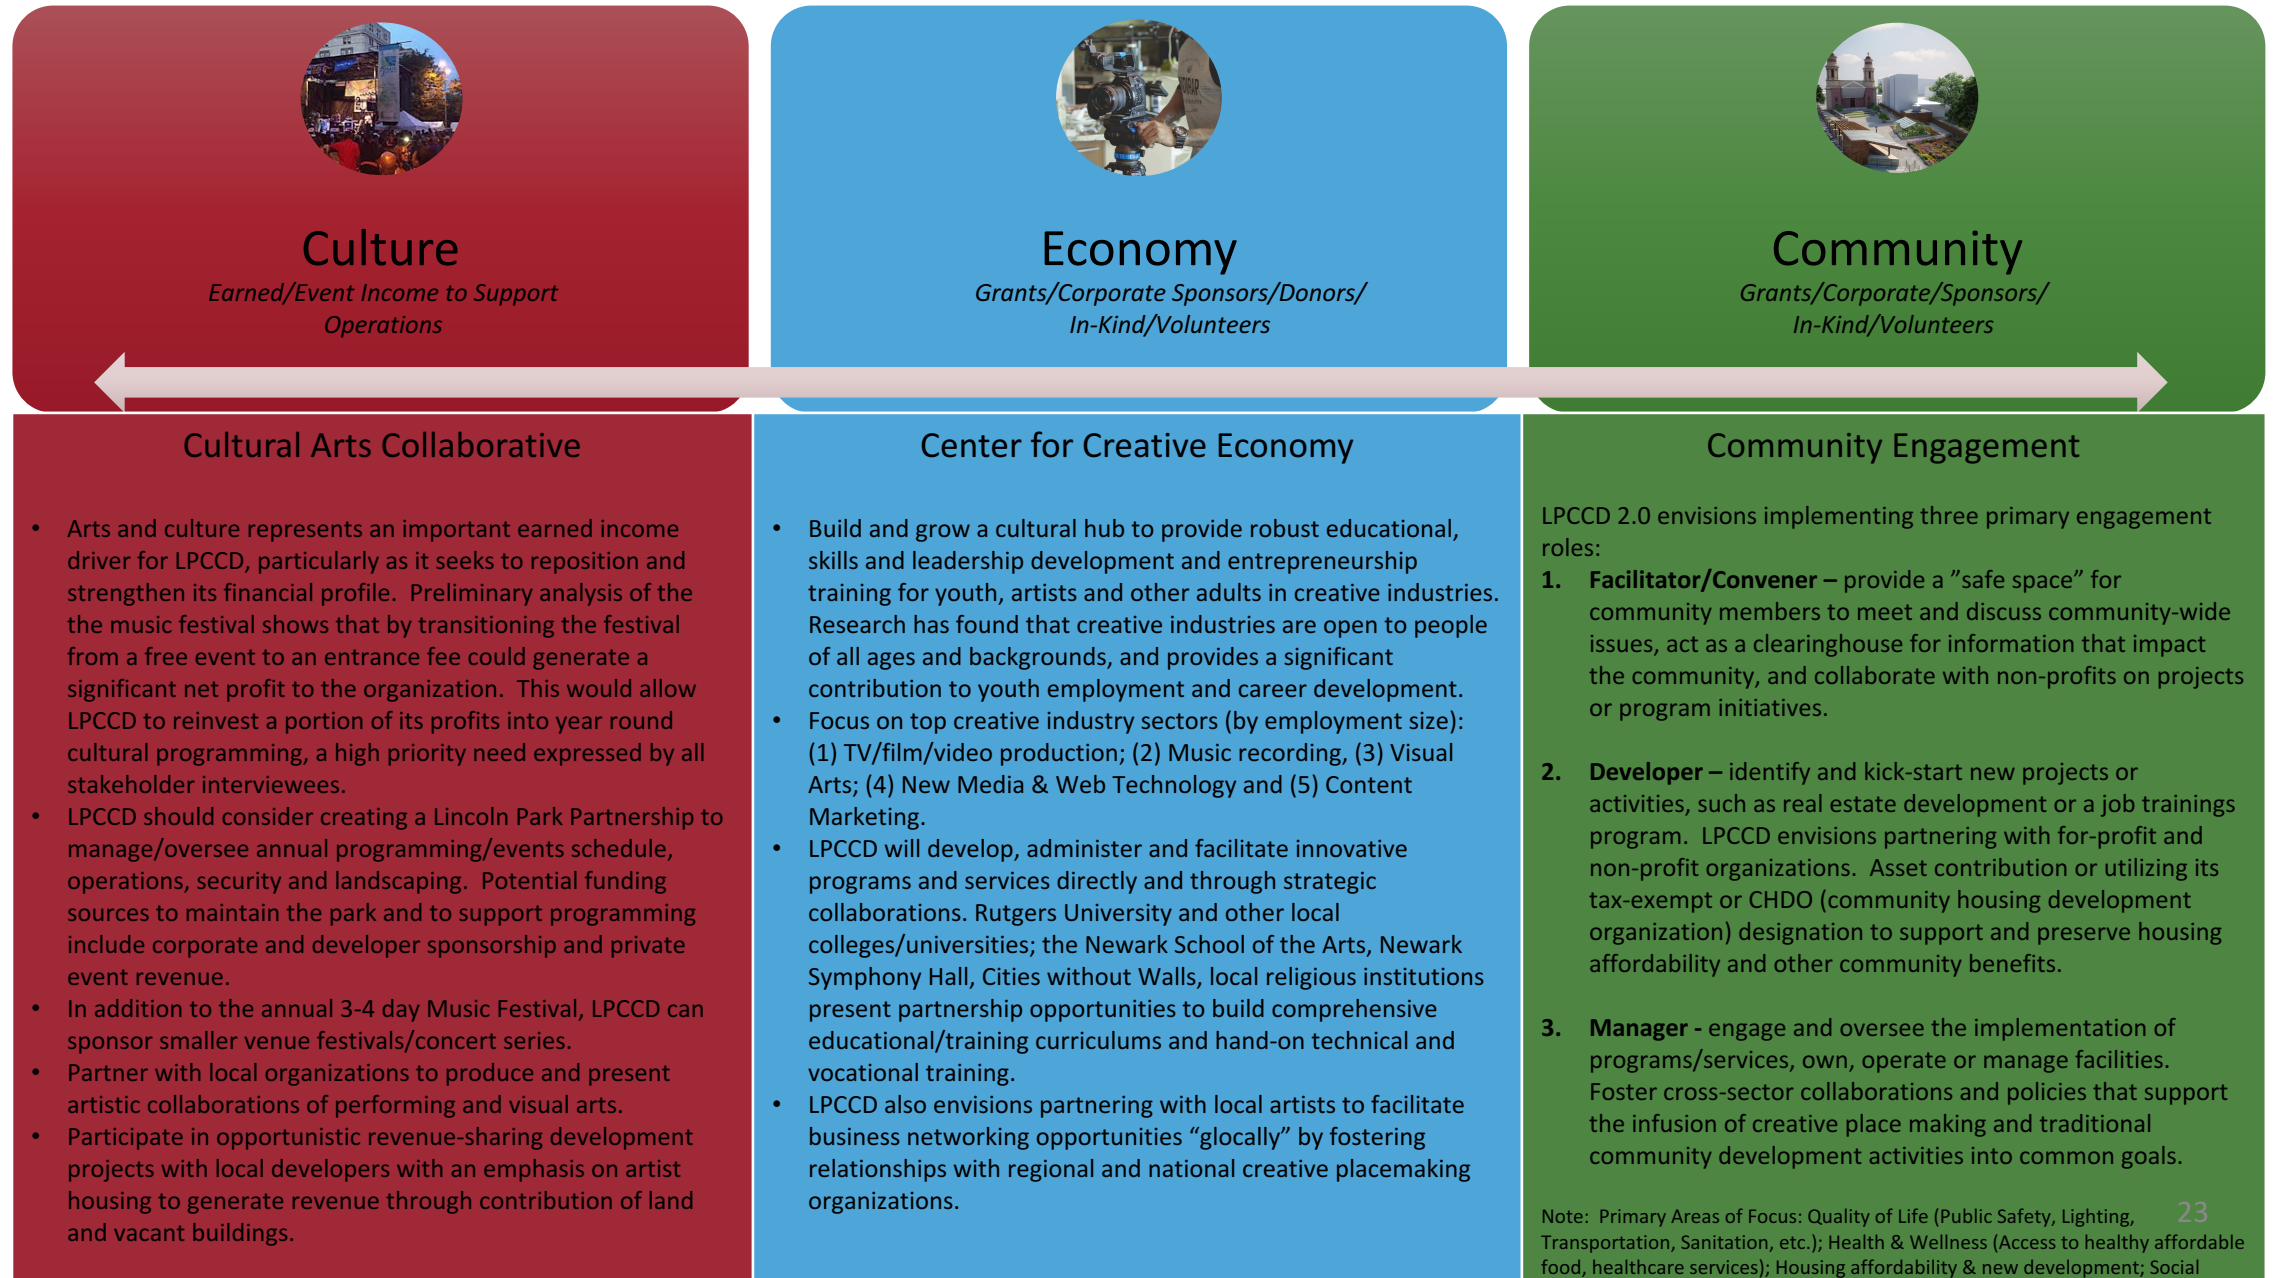 Culture
Earned/Event Income to Support
Operations
Economy
Grants/Corporate Sponsors/Donors/
In-Kind/Volunteers
Community
Grants/Corporate/Sponsors/
In-Kind/Volunteers
Cultural Arts Collaborative
• Arts and culture represents an important earned income
driver for LPCCD, particularly as it seeks to reposition and
strengthen its financial profile.  Preliminary analysis of the
the music festival shows that by transitioning the festival
from a free event to an entrance fee could generate a
significant net profit to the organization.  This would allow
LPCCD to reinvest a portion of its profits into year round
cultural programming, a high priority need expressed by all
stakeholder interviewees.
• LPCCD should consider creating a Lincoln Park Partnership to
manage/oversee annual programming/events schedule,
operations, security and landscaping.  Potential funding
sources to maintain the park and to support programming
include corporate and developer sponsorship and private
event revenue.
• In addition to the annual 3-4 day Music Festival, LPCCD can
sponsor smaller venue festivals/concert series.
• Partner with local organizations to produce and present
artistic collaborations of performing and visual arts.
• Participate in opportunistic revenue-sharing development
projects with local developers with an emphasis on artist
housing to generate revenue through contribution of land
and vacant buildings.
Center for Creative Economy
• Build and grow a cultural hub to provide robust educational,
skills and leadership development and entrepreneurship
training for youth, artists and other adults in creative industries.
Research has found that creative industries are open to people
of all ages and backgrounds, and provides a significant
contribution to youth employment and career development.
• Focus on top creative industry sectors (by employment size):
(1) TV/film/video production; (2) Music recording, (3) Visual
Arts; (4) New Media & Web Technology and (5) Content
Marketing.
• LPCCD will develop, administer and facilitate innovative
programs and services directly and through strategic
collaborations. Rutgers University and other local
colleges/universities; the Newark School of the Arts, Newark
Symphony Hall, Cities without Walls, local religious institutions
present partnership opportunities to build comprehensive
educational/training curriculums and hand-on technical and
vocational training.
• LPCCD also envisions partnering with local artists to facilitate
business networking opportunities “glocally” by fostering
relationships with regional and national creative placemaking
organizations.
Community Engagement
LPCCD 2.0 envisions implementing three primary engagement
roles:
1. Facilitator/Convener – provide a ”safe space” for
community members to meet and discuss community-wide
issues, act as a clearinghouse for information that impact
the community, and collaborate with non-profits on projects
or program initiatives.
2. Developer – identify and kick-start new projects or
activities, such as real estate development or a job trainings
program.  LPCCD envisions partnering with for-profit and
non-profit organizations.  Asset contribution or utilizing its
tax-exempt or CHDO (community housing development
organization) designation to support and preserve housing
affordability and other community benefits.
3. Manager - engage and oversee the implementation of
programs/services, own, operate or manage facilities.
Foster cross-sector collaborations and policies that support
the infusion of creative place making and traditional
community development activities into common goals.
Note:  Primary Areas of Focus: Quality of Life (Public Safety, Lighting,
Transportation, Sanitation, etc.); Health & Wellness (Access to healthy affordable
food, healthcare services); Housing affordability & new development; Social
23